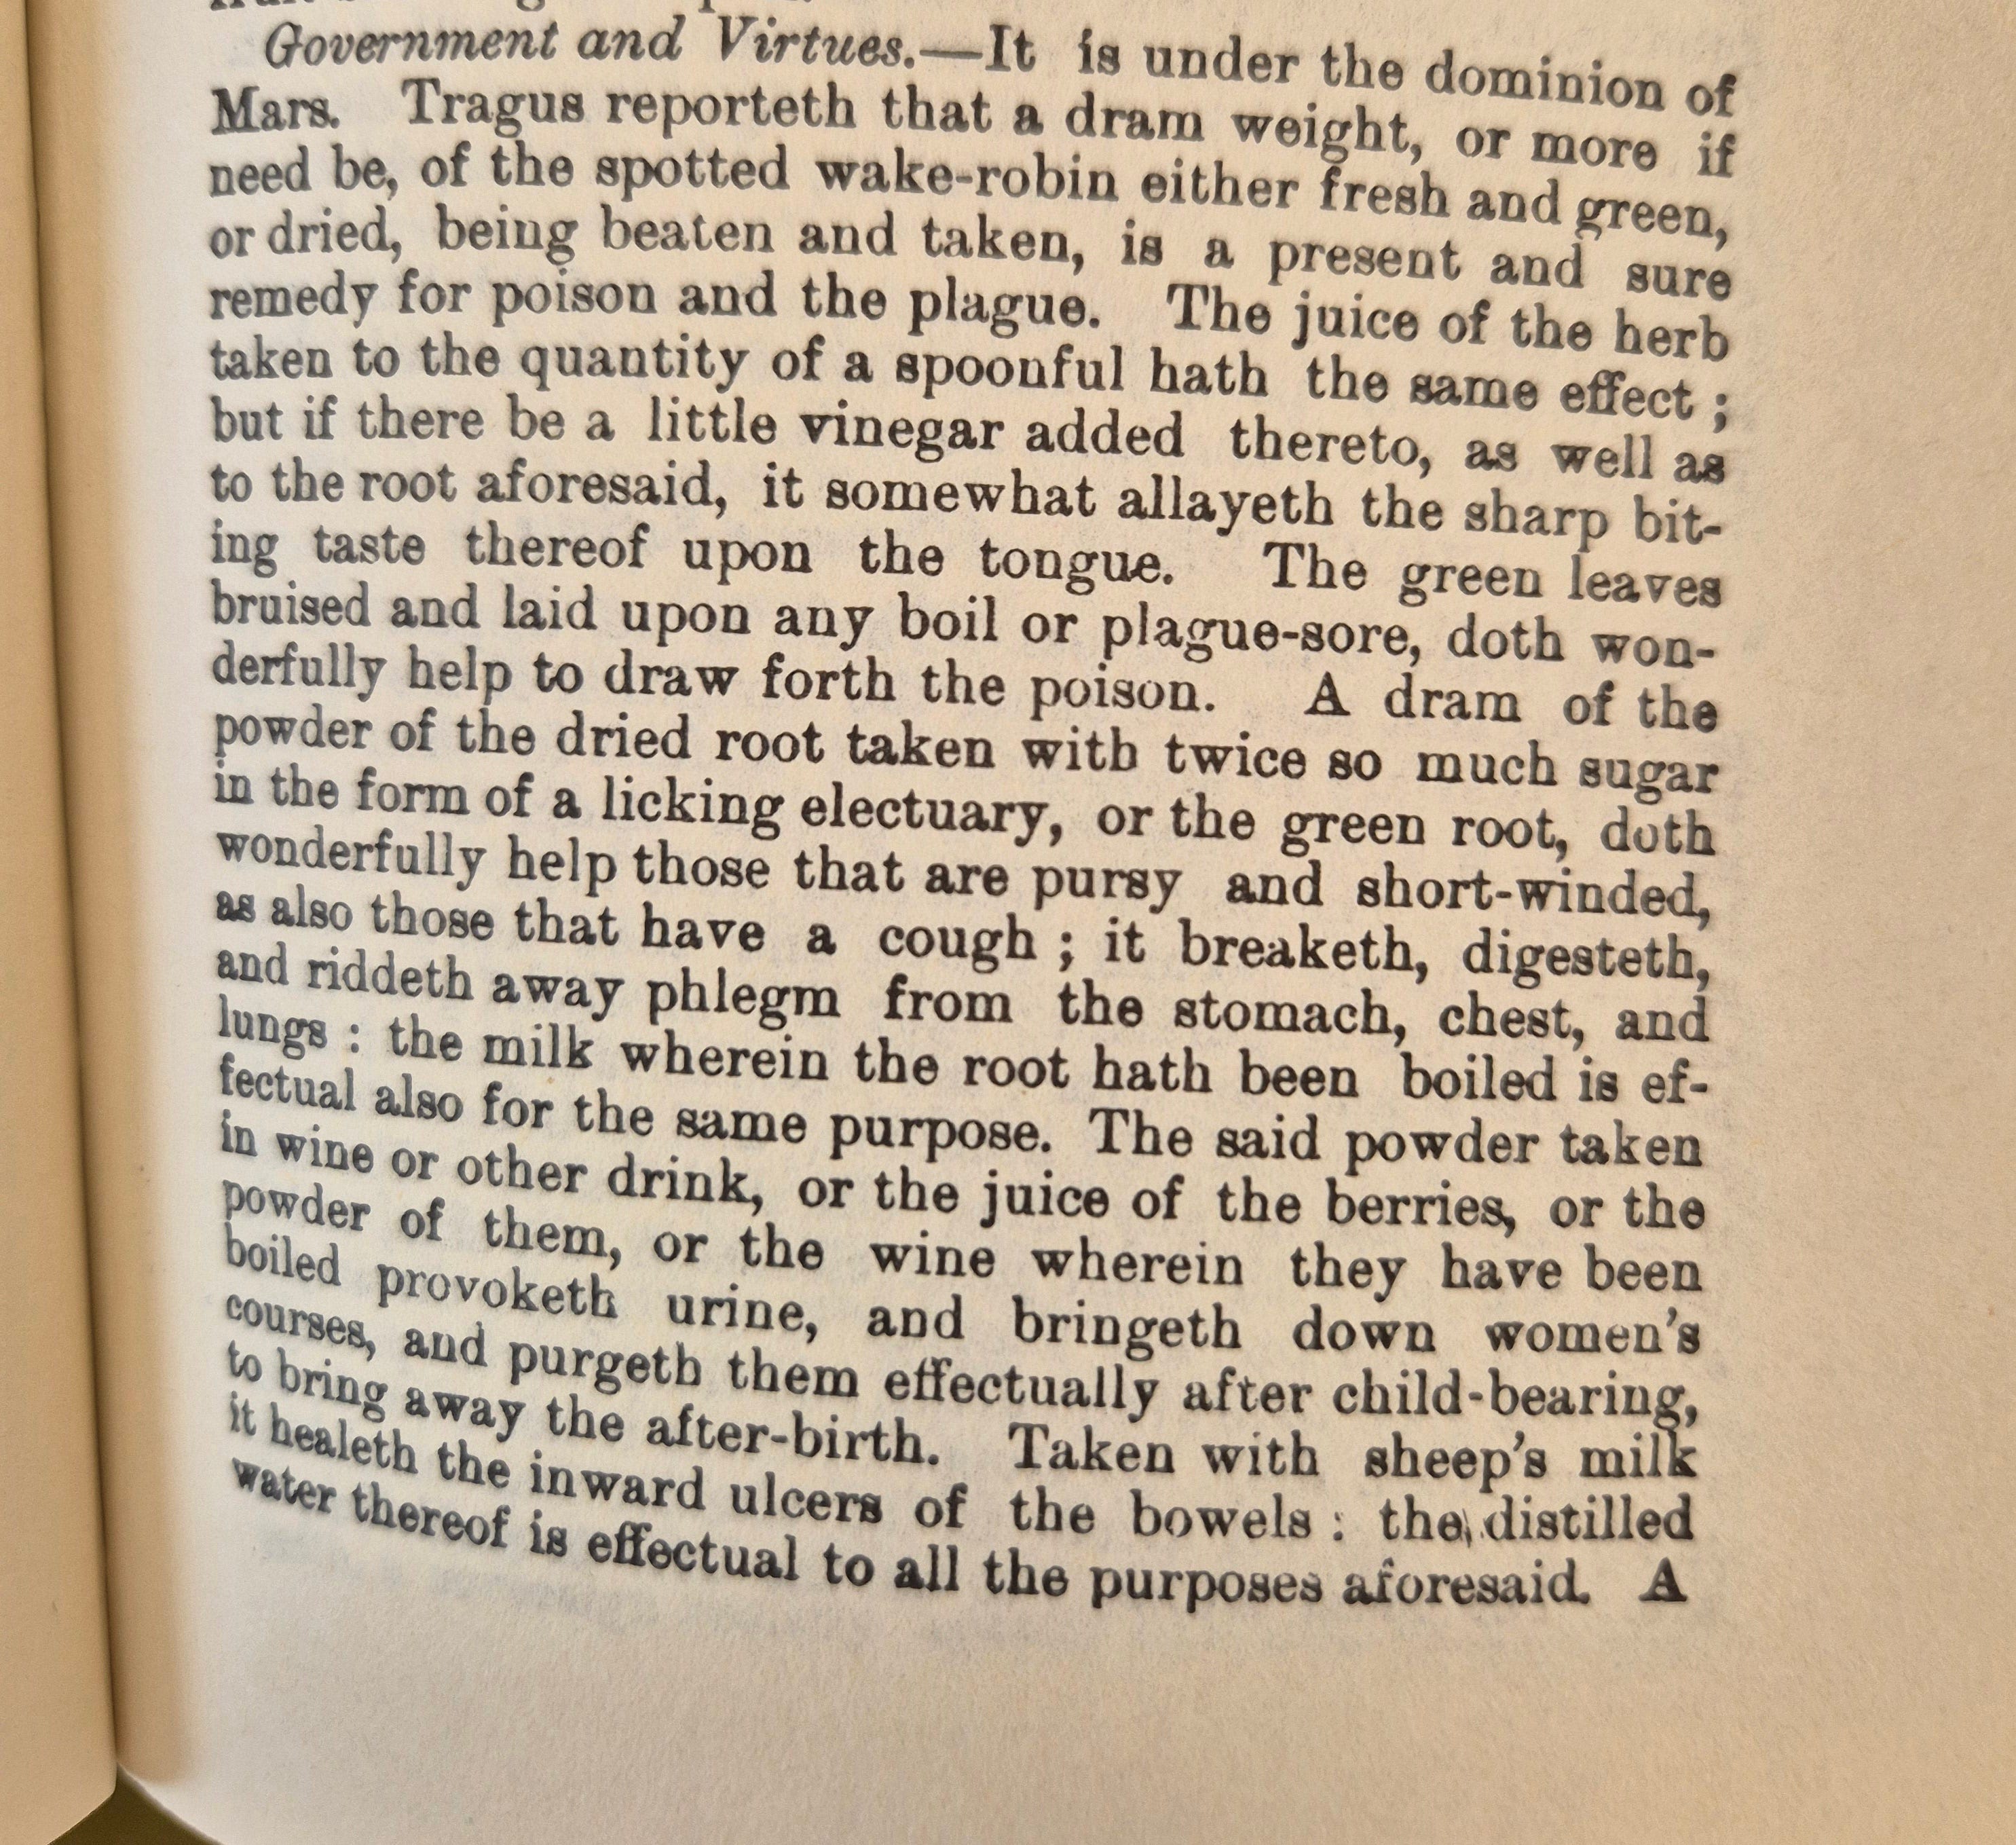 Government and Virtues.—It is under the dominion of
Mars. Tragus reporteth that a dram weight, or more if
need be, of the spotted wake-robin either fresh and green,
or dried, being beaten and taken, is a present and sure
remedy for poison and the plague. The juice of the herb
taken to the quantity of a spoonful hath the same effect ;
but if there be a little vinegar added thereto, as well as
to the root aforesaid, it somewhat allayeth the sharp bit-
ing taste thereof upon the tongue. The green leaves
bruised and laid upon any boil or plague-sore, doth won-
derfully help to draw forth the poison. A dram of the
powder of the dried root taken with twice so much sugar
in the form of a licking electuary, or the green root, doth
wonderfully help those that are pursy and short-winded,
as also those that have a cough ; it breaketh, digesteth,
and riddeth away phlegm from the stomach, chest, and
lungs : the milk wherein the root hath been boiled is ef-
fectual also for the same purpose. The said powder taken
in wine or other drink, or the juice of the berries, or the
powder of them, or the wine wherein they have been
boiled provoketh urine, and bringeth down women's
courses, and purgeth them effectually after child-bearing,
to bring away the after-birth. Taken with sheep's milk
it healeth the inward ulcers of the bowels : the distilled
water thereof is effectual to all the purposes aforesaid. A